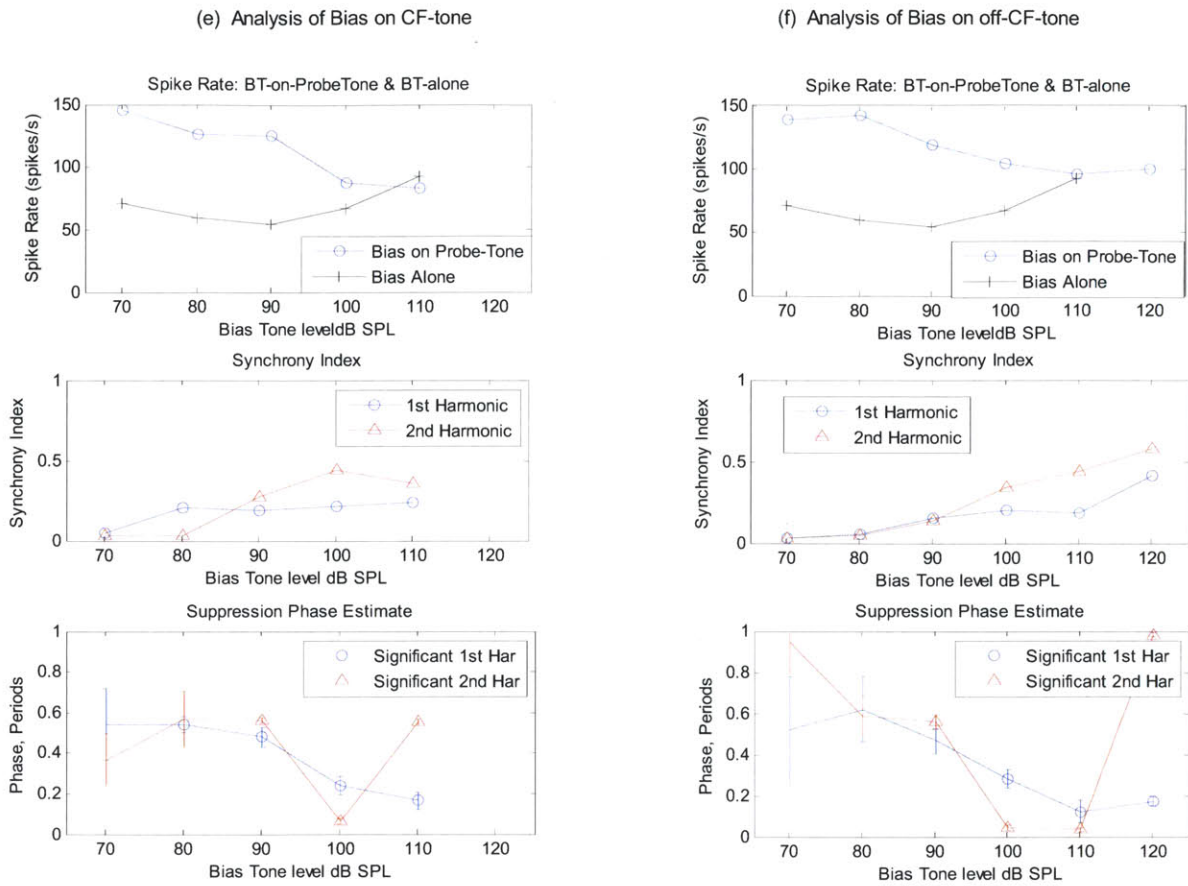 (e) Analysis of Bias on CF-tone
Spike Rate: BT-on-ProbeTone & BT-alone
150
100
50
0
Spike Rate (spikes/s)
Bias on Probe-Tone
Bias Alone
70 80 90 100 110 120
Bias Tone leveldB SPL
Synchrony Index
1
0.5
0
Synchrony Index
1st Harmonic
2nd Harmonic
70 80 90 100 110 120
Bias Tone level dB SPL
Suppression Phase Estimate
1
0.8
0.6
0.4
0.2
0
Phase, Periods
Significant 1st Har
Significant 2nd Har
70 80 90 100 110 120
Bias Tone level dB SPL
(f) Analysis of Bias on off-CF-tone
Spike Rate: BT-on-ProbeTone & BT-alone
150
100
50
0
Spike Rate (spikes/s)
Bias on Probe-Tone
Bias Alone
70 80 90 100 110 120
Bias Tone leveldB SPL
Synchrony Index
1
0.5
0
Synchrony Index
1st Harmonic
2nd Harmonic
70 80 90 100 110 120
Bias Tone level dB SPL
Suppression Phase Estimate
1
0.8
0.6
0.4
0.2
0
Phase, Periods
Significant 1st Har
Significant 2nd Har
70 80 90 100 110 120
Bias Tone level dB SPL